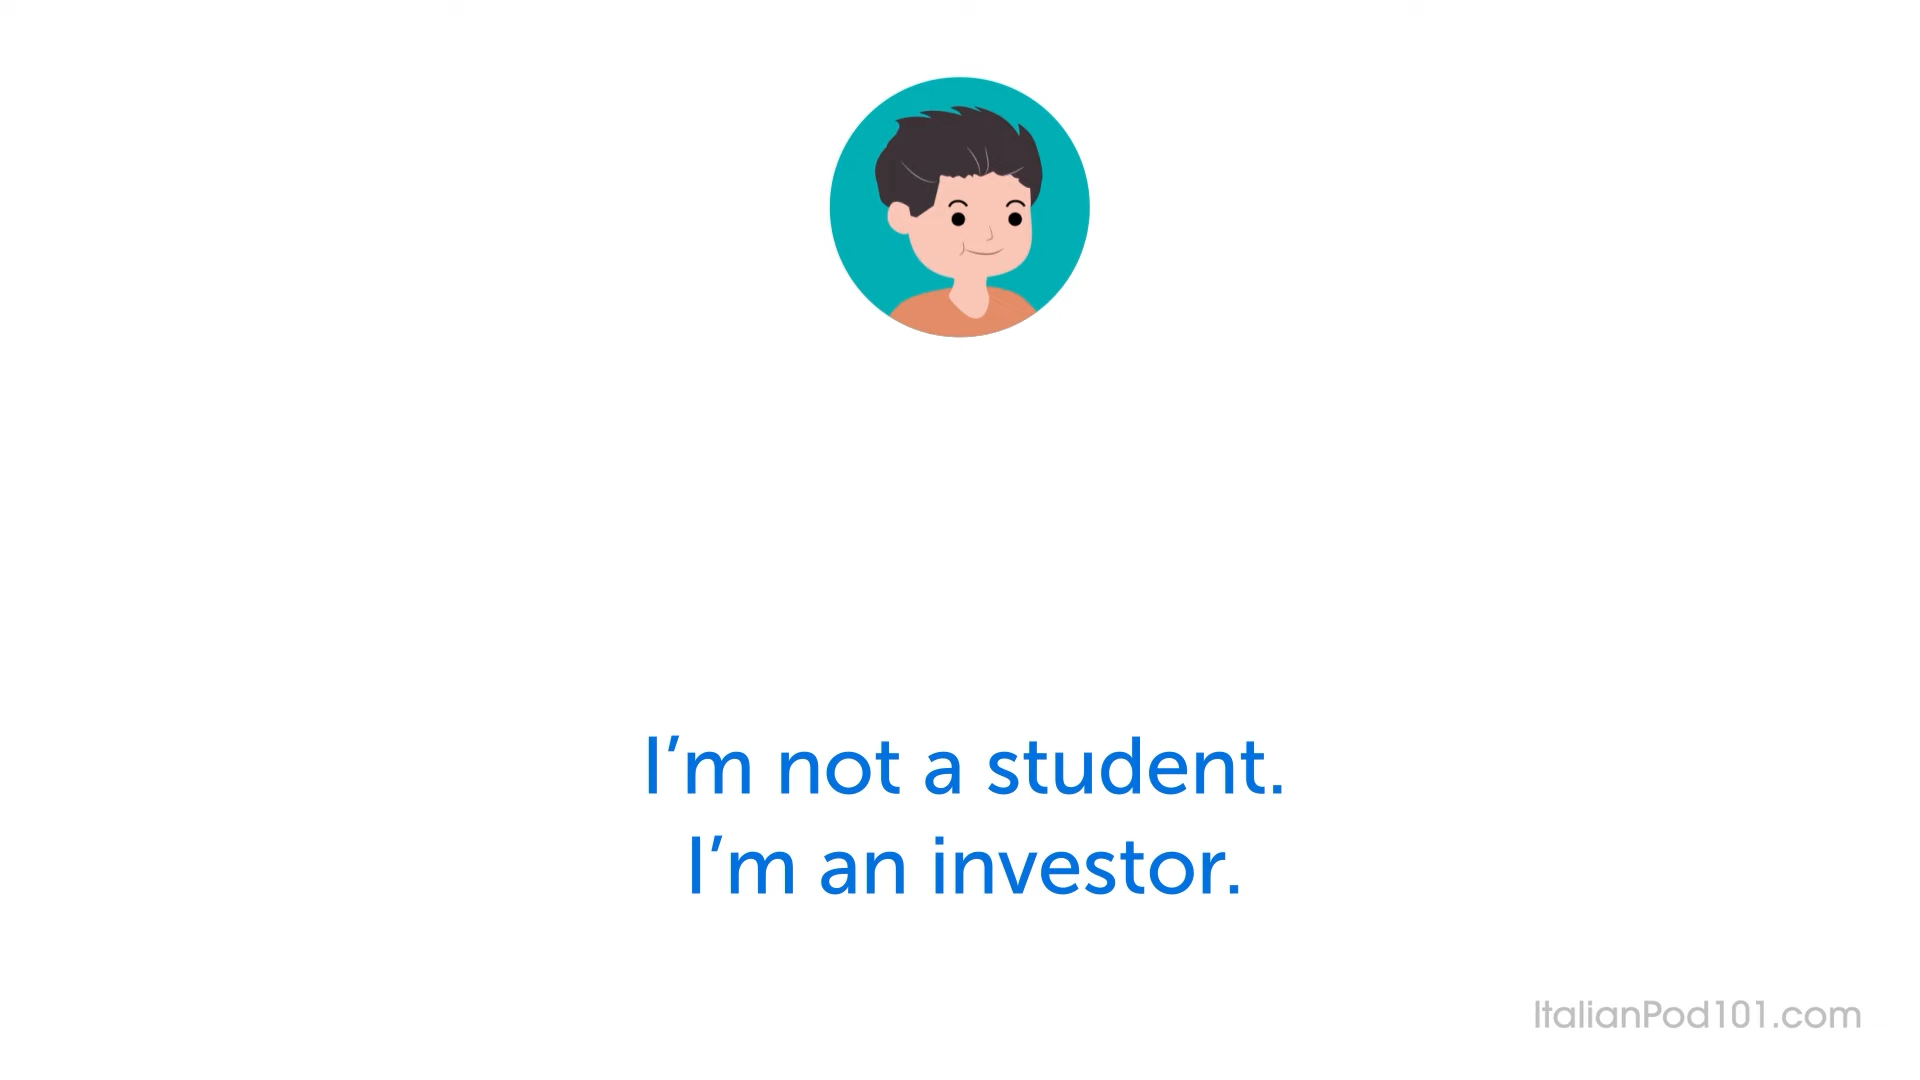 I’m not a student.
I’m an investor.
ItalianPod101.com